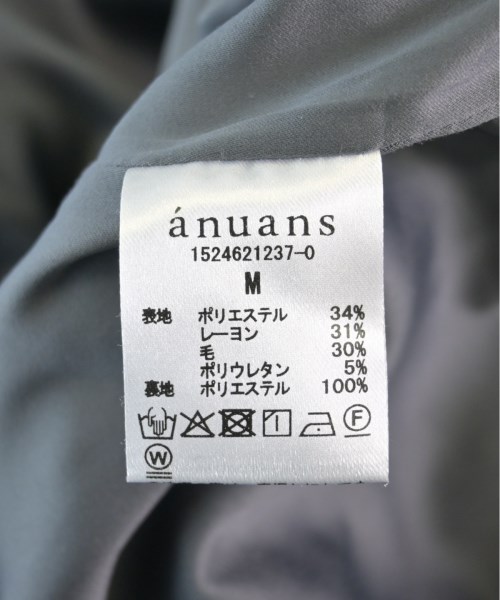 ánuans
1524621237-0
M
表地 ポリエステル 34%
レーヨン 31%
毛 30%
ポリウレタン 5%
裏地 ポリエステル 100%
F
W